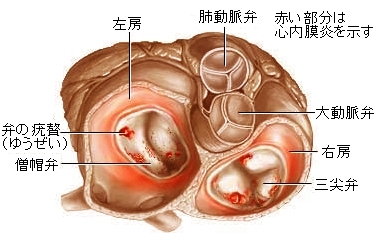 左房
肺動脈弁
赤い部分は
心内膜炎を示す
弁の疣贅
(ゆうぜい)
僧帽弁
大動脈弁
右房
三尖弁